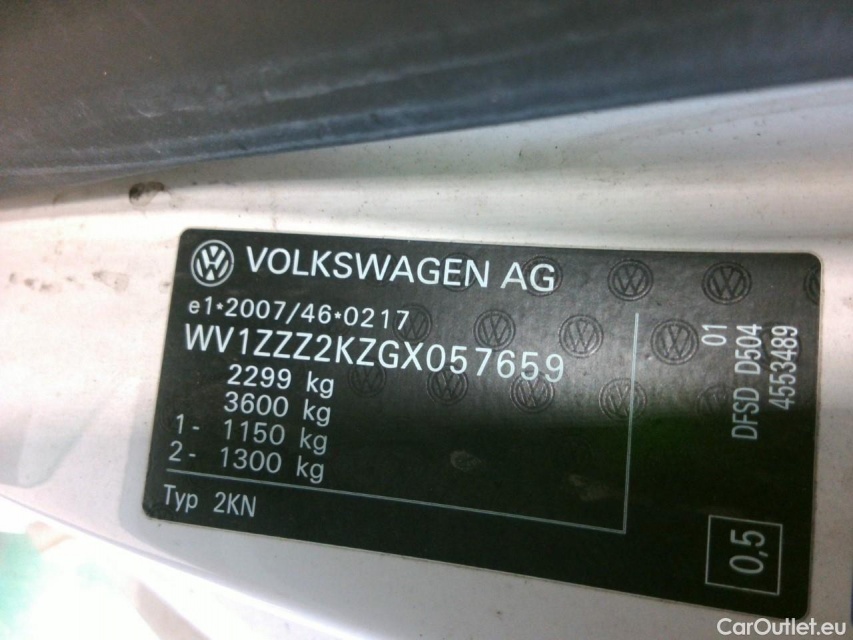 VOLKSWAGEN AG
e1*2007/46*0217
WV1ZZZ2KZGX057659
2299 kg
3600 kg
1- 1150 kg
2- 1300 kg
Typ 2KN
01
DFSD D504
4553489
0,5
CarOutlet.eu